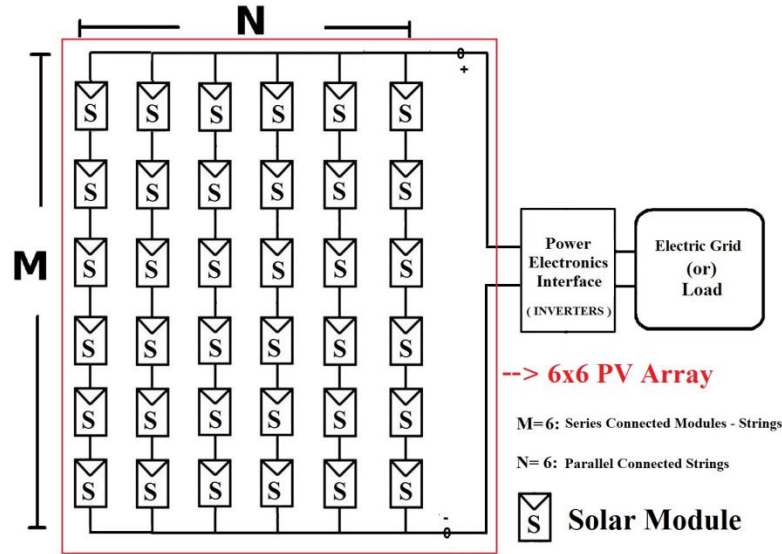 N
+
S S S S S S
S S S S S S
M
S S S S S S
S S S S S S
S S S S S S
S S S S S S
-
Power
Electronics
Interface
( INVERTERS )
Electric Grid
(or)
Load
--> 6x6 PV Array
M=6: Series Connected Modules - Strings
N= 6: Parallel Connected Strings
S Solar Module